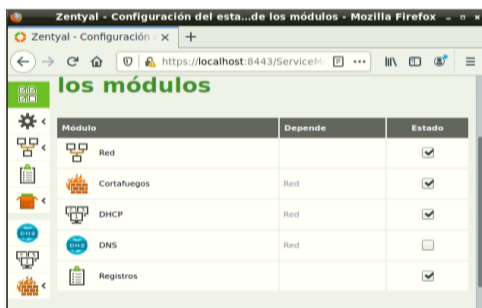 Zentyal - Configuración del esta...de los módulos - Mozilla Firefox
Zentyal - Configuración
https://localhost:8443/ServiceM
los módulos
Módulo Depende Estado
Red
Cortafuegos Red
DHCP Red
DNS DNS Red
Registros